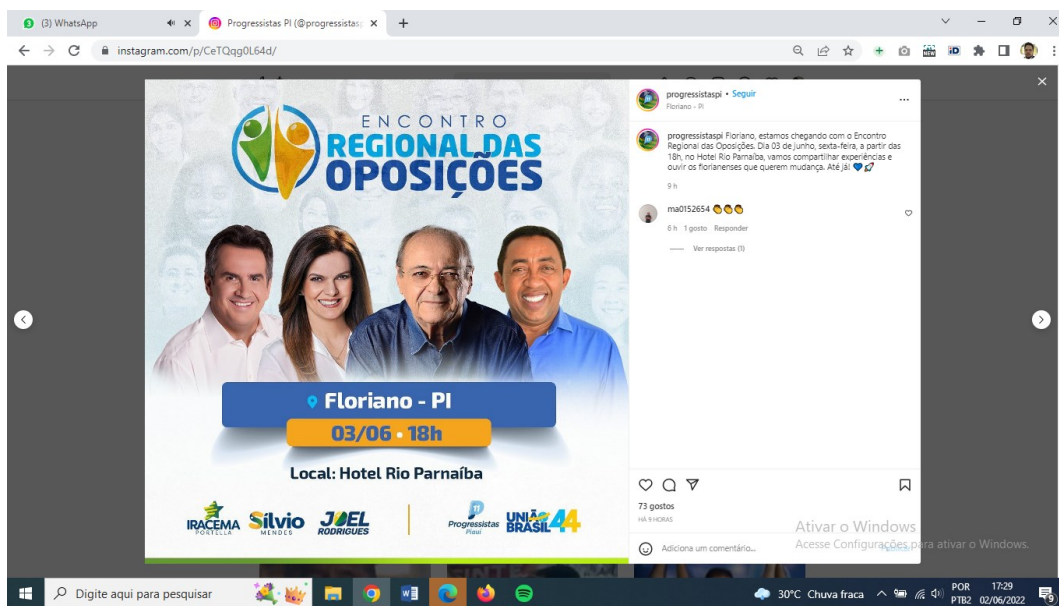 (3) WhatsApp
Progressistas PI (@progressistas
instagram.com/p/CeTQqg0L64d/
ENCONTRO
REGIONAL DAS
OPOSIÇÕES
Floriano - PI
03/06 • 18h
Local: Hotel Rio Parnaíba
IRACEMA
PORTELLA
Sílvio
MENDES
JOEL
RODRIGUES
11
Progressistas
Piauí
UNIÃO
BRASIL 44
progressistaspi • Seguir
Floriano - PI
progressistaspi Floriano, estamos chegando com o Encontro
Regional das Oposições. Dia 03 de junho, sexta-feira, a partir das
18h, no Hotel Rio Parnaíba, vamos compartilhar experiências e
ouvir os florianenses que querem mudança. Até já! 💙🚀
9 h
ma0152654 👏👏👏
6 h 1 gosto Responder
Ver respostas (1)
73 gostos
HÁ 9 HORAS
Adiciona um comentário...
Publicar
Ativar o Windows
Acesse Configurações para ativar o Windows.
Digite aqui para pesquisar
30°C Chuva fraca
POR
PTB2
17:29
02/06/2022